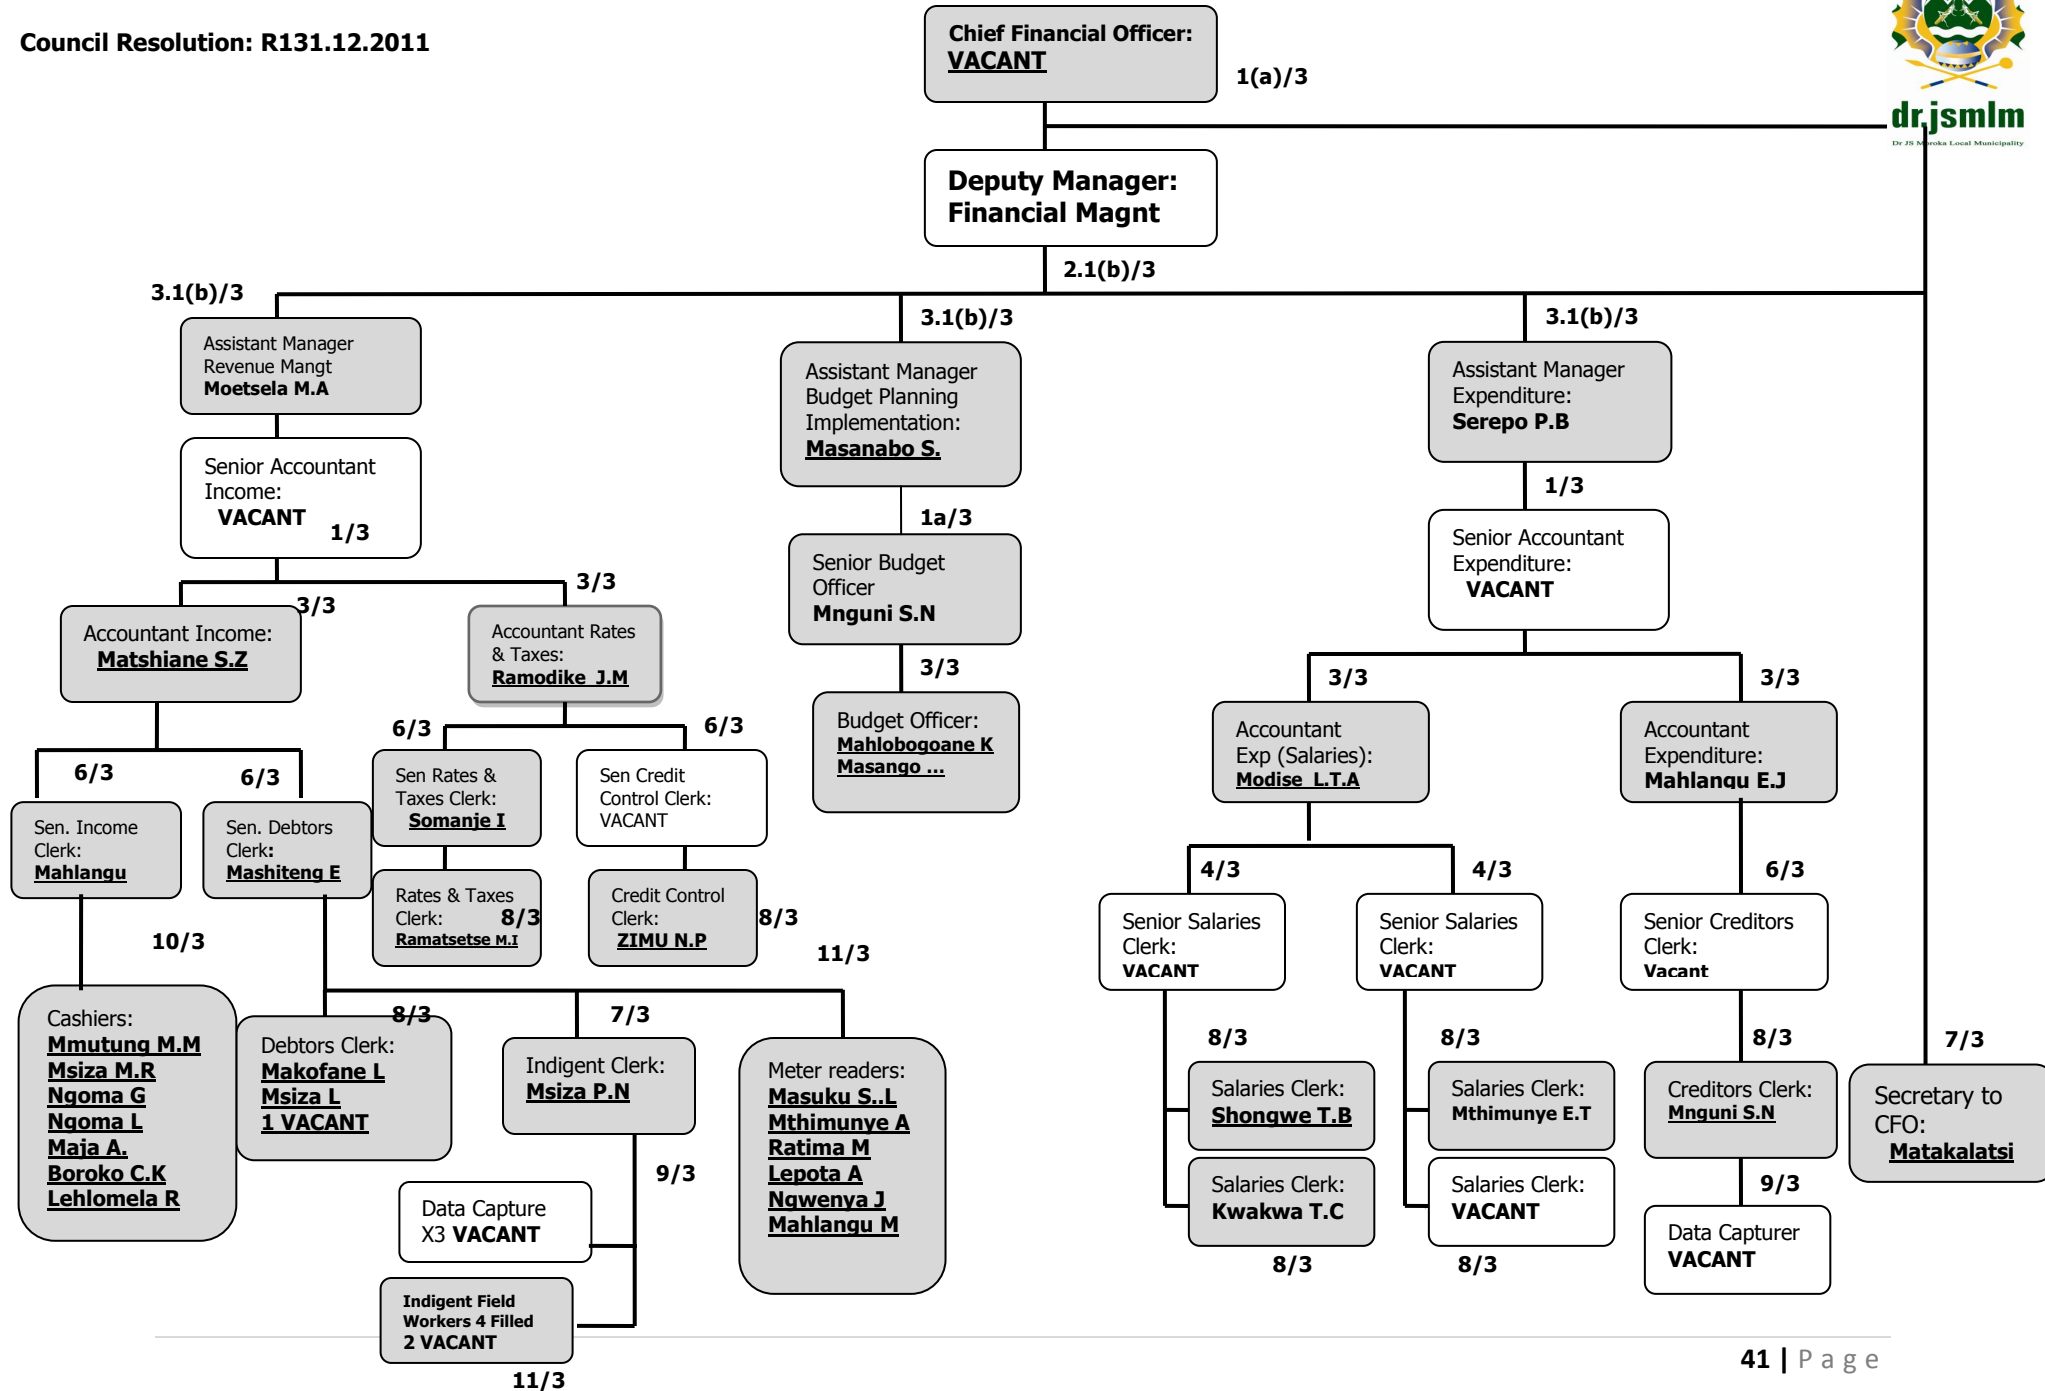 Council Resolution: R131.12.2011
Chief Financial Officer:
VACANT
1(a)/3
dr.jsmlm
Dr JS Moroka Local Municipality
Deputy Manager:
Financial Magnt
2.1(b)/3
3.1(b)/3
Assistant Manager
Revenue Mangt
Moetsela M.A
3.1(b)/3
Assistant Manager
Budget Planning
Implementation:
Masanabo S.
3.1(b)/3
Assistant Manager
Expenditure:
Serepo P.B
Senior Accountant
Income:
VACANT
1/3
1a/3
Senior Budget
Officer
Mnguni S.N
1/3
Senior Accountant
Expenditure:
VACANT
3/3
Accountant Income:
Matshiane S.Z
3/3
Accountant Rates
& Taxes:
Ramodike J.M
3/3
Budget Officer:
Mahlobogoane K
Masango ...
3/3
Accountant
Exp (Salaries):
Modise L.T.A
3/3
Accountant
Expenditure:
Mahlangu E.J
6/3
Sen. Income
Clerk:
Mahlangu
6/3
Sen. Debtors
Clerk:
Mashiteng E
6/3
Sen Rates &
Taxes Clerk:
Somanje I
6/3
Sen Credit
Control Clerk:
VACANT
Rates & Taxes
Clerk:
8/3
Ramatsetse M.I
Credit Control
Clerk:
8/3
ZIMU N.P
4/3
Senior Salaries
Clerk:
VACANT
4/3
Senior Salaries
Clerk:
VACANT
6/3
Senior Creditors
Clerk:
Vacant
10/3
Cashiers:
Mmutung M.M
Msiza M.R
Ngoma G
Ngoma L
Maja A.
Boroko C.K
Lehlomela R
8/3
Debtors Clerk:
Makofane L
Msiza L
1 VACANT
7/3
Indigent Clerk:
Msiza P.N
11/3
Meter readers:
Masuku S..L
Mthimunye A
Ratima M
Lepota A
Ngwenya J
Mahlangu M
9/3
Data Capture
X3 VACANT
Indigent Field
Workers 4 Filled
2 VACANT
11/3
8/3
Salaries Clerk:
Shongwe T.B
Salaries Clerk:
Kwakwa T.C
8/3
8/3
Salaries Clerk:
Mthimunye E.T
Salaries Clerk:
VACANT
8/3
8/3
Creditors Clerk:
Mnguni S.N
9/3
Data Capturer
VACANT
7/3
Secretary to
CFO:
Matakalatsi
41 | Page